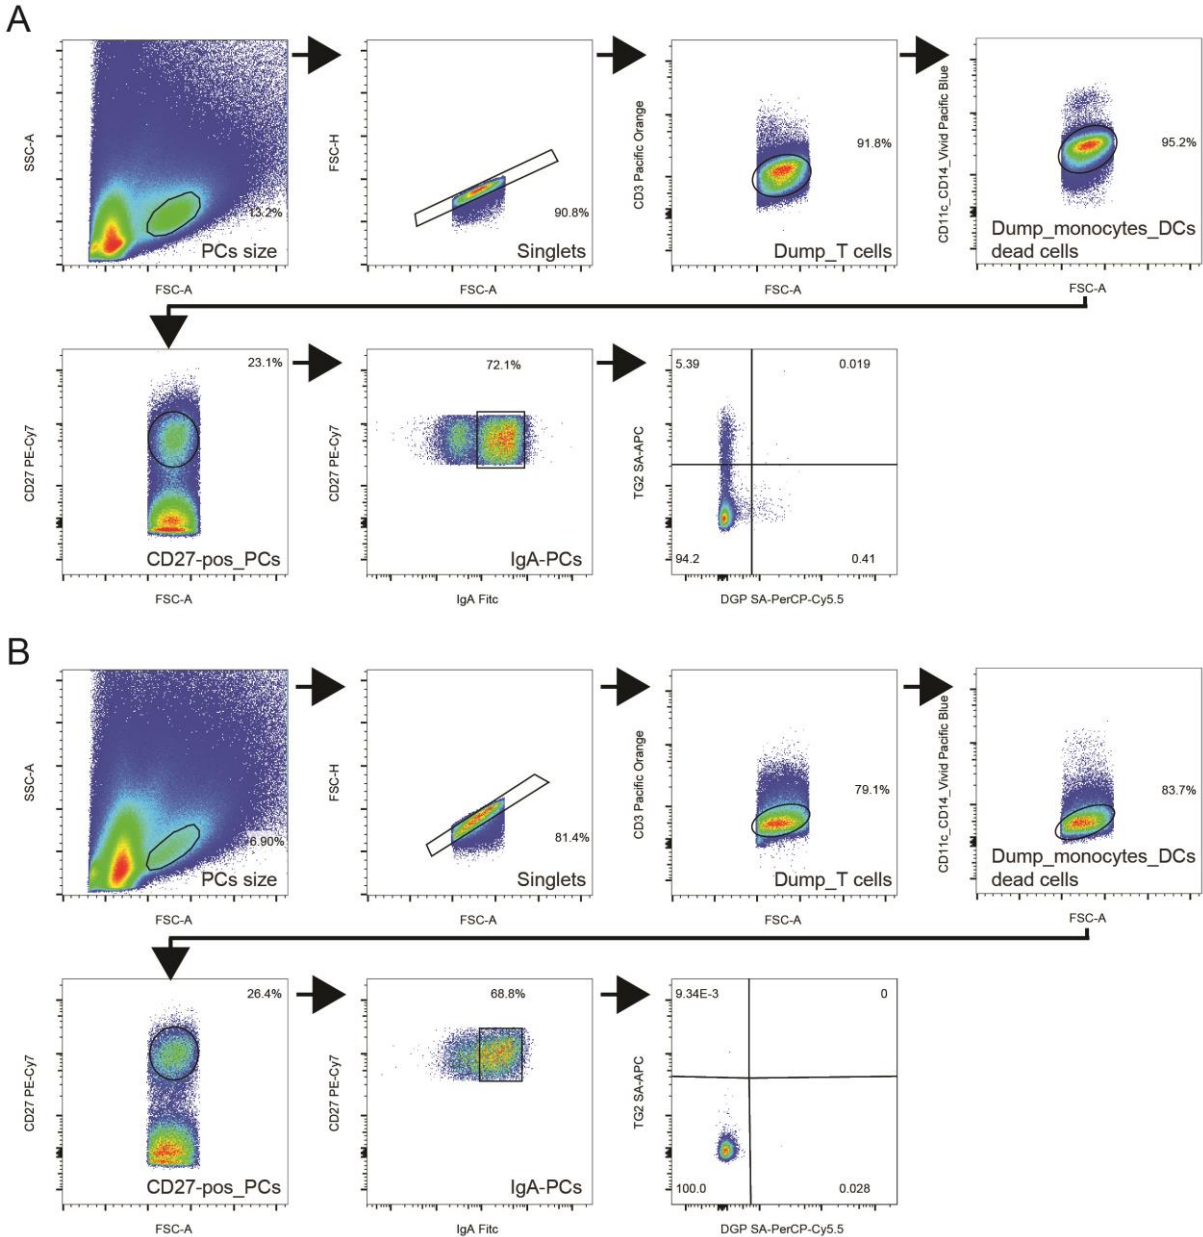 A
SSC-A
13.2%
PCs size
FSC-A
FSC-H
90.8%
Singlets
FSC-A
CD3 Pacific Orange
91.8%
Dump_T cells
FSC-A
CD11c_CD14_Vivid Pacific Blue
95.2%
Dump_monocytes_DCs
dead cells
FSC-A
CD27 PE-Cy7
23.1%
CD27-pos_PCs
FSC-A
CD27 PE-Cy7
72.1%
IgA-PCs
IgA Fitc
TG2 SA-APC
5.39
0.019
94.2
0.41
DGP SA-PerCP-Cy5.5
B
SSC-A
6.90%
PCs size
FSC-A
FSC-H
81.4%
Singlets
FSC-A
CD3 Pacific Orange
79.1%
Dump_T cells
FSC-A
CD11c_CD14_Vivid Pacific Blue
83.7%
Dump_monocytes_DCs
dead cells
FSC-A
CD27 PE-Cy7
26.4%
CD27-pos_PCs
FSC-A
CD27 PE-Cy7
68.8%
IgA-PCs
IgA Fitc
TG2 SA-APC
9.34E-3
0
100.0
0.028
DGP SA-PerCP-Cy5.5